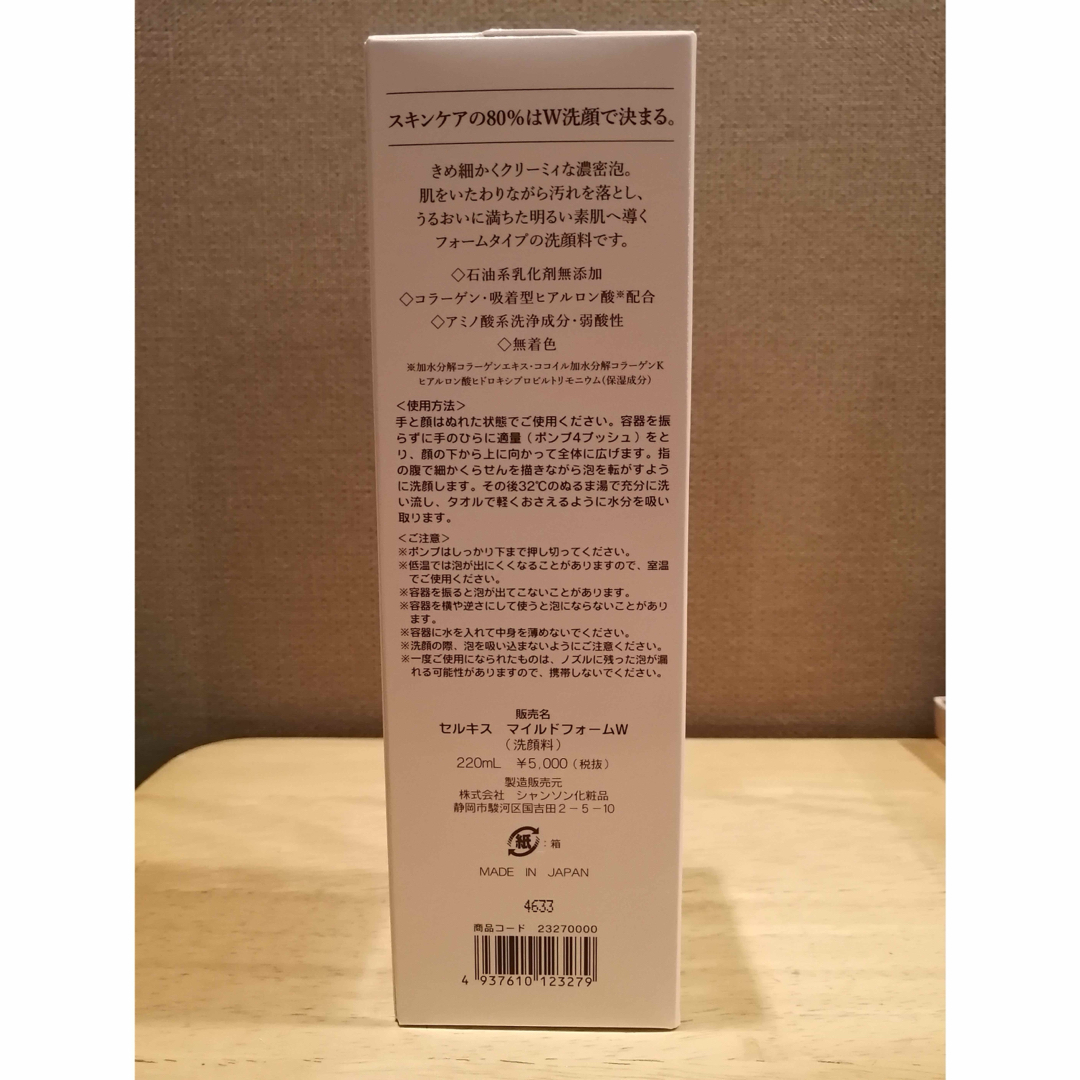 スキンケアの80%はW洗顔で決まる。
きめ細かくクリーミィな濃密泡。
肌をいたわりながら汚れを落とし、
うるおいに満ちた明るい素肌へ導く
フォームタイプの洗顔料です。
◇石油系乳化剤無添加
◇コラーゲン・吸着型ヒアルロン酸※配合
◇アミノ酸系洗浄成分・弱酸性
◇無着色
※加水分解コラーゲンエキス・ココイル加水分解コラーゲンK
ヒアルロン酸ヒドロキシプロピルトリモニウム(保湿成分)
<使用方法>
手と顔はぬれた状態でご使用ください。容器を振
らずに手のひらに適量(ポンプ4プッシュ)をと
り、顔の下から上に向かって全体に広げます。指
の腹で細かくらせんを描きながら泡を転がすよう
に洗顔します。その後32℃のぬるま湯で充分に洗
い流し、タオルで軽くおさえるように水分を吸い
取ります。
<ご注意>
※ポンプはしっかり下まで押し切ってください。
※低温では泡が出にくくなることがありますので、室温
でご使用ください。
※容器を振ると泡が出てこないことがあります。
※容器を横や逆さにして使うと泡にならないことがあり
ます。
※容器に水を入れて中身を薄めないでください。
※洗顔の際、泡を吸い込まないようにご注意ください。
※一度ご使用になられたものは、ノズルに残った泡が漏
れる可能性がありますので、携帯しないでください。
販売名
セルキス マイルドフォームW
(洗顔料)
220mL ¥5,000(税抜)
製造販売元
株式会社 シャンソン化粧品
静岡市駿河区国吉田2-5-10
紙:箱
MADE IN JAPAN
4633
商品コード 23270000
4 937610 123279